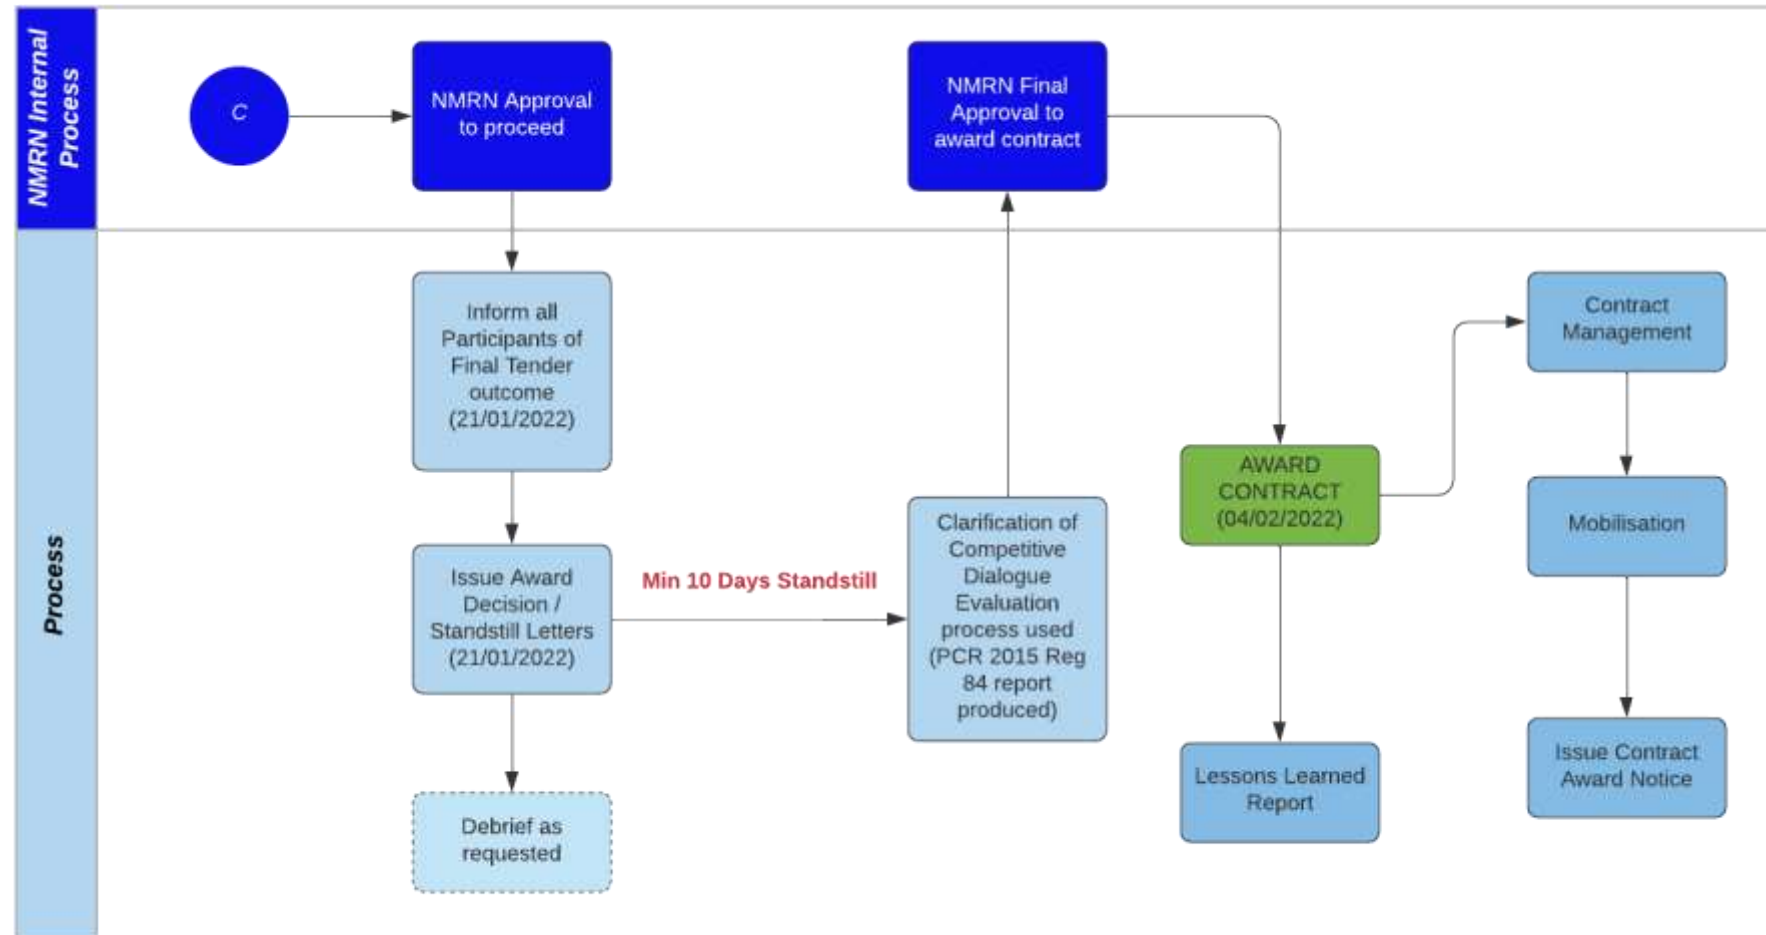 NMRN Internal
Process
C
NMRN Approval
to proceed
NMRN Final
Approval to
award contract
Process
Inform all
Participants of
Final Tender
outcome
(21/01/2022)
Issue Award
Decision /
Standstill Letters
(21/01/2022)
Min 10 Days Standstill
Debrief as
requested
Clarification of
Competitive
Dialogue
Evaluation
process used
(PCR 2015 Reg
84 report
produced)
AWARD
CONTRACT
(04/02/2022)
Lessons Learned
Report
Contract
Management
Mobilisation
Issue Contract
Award Notice